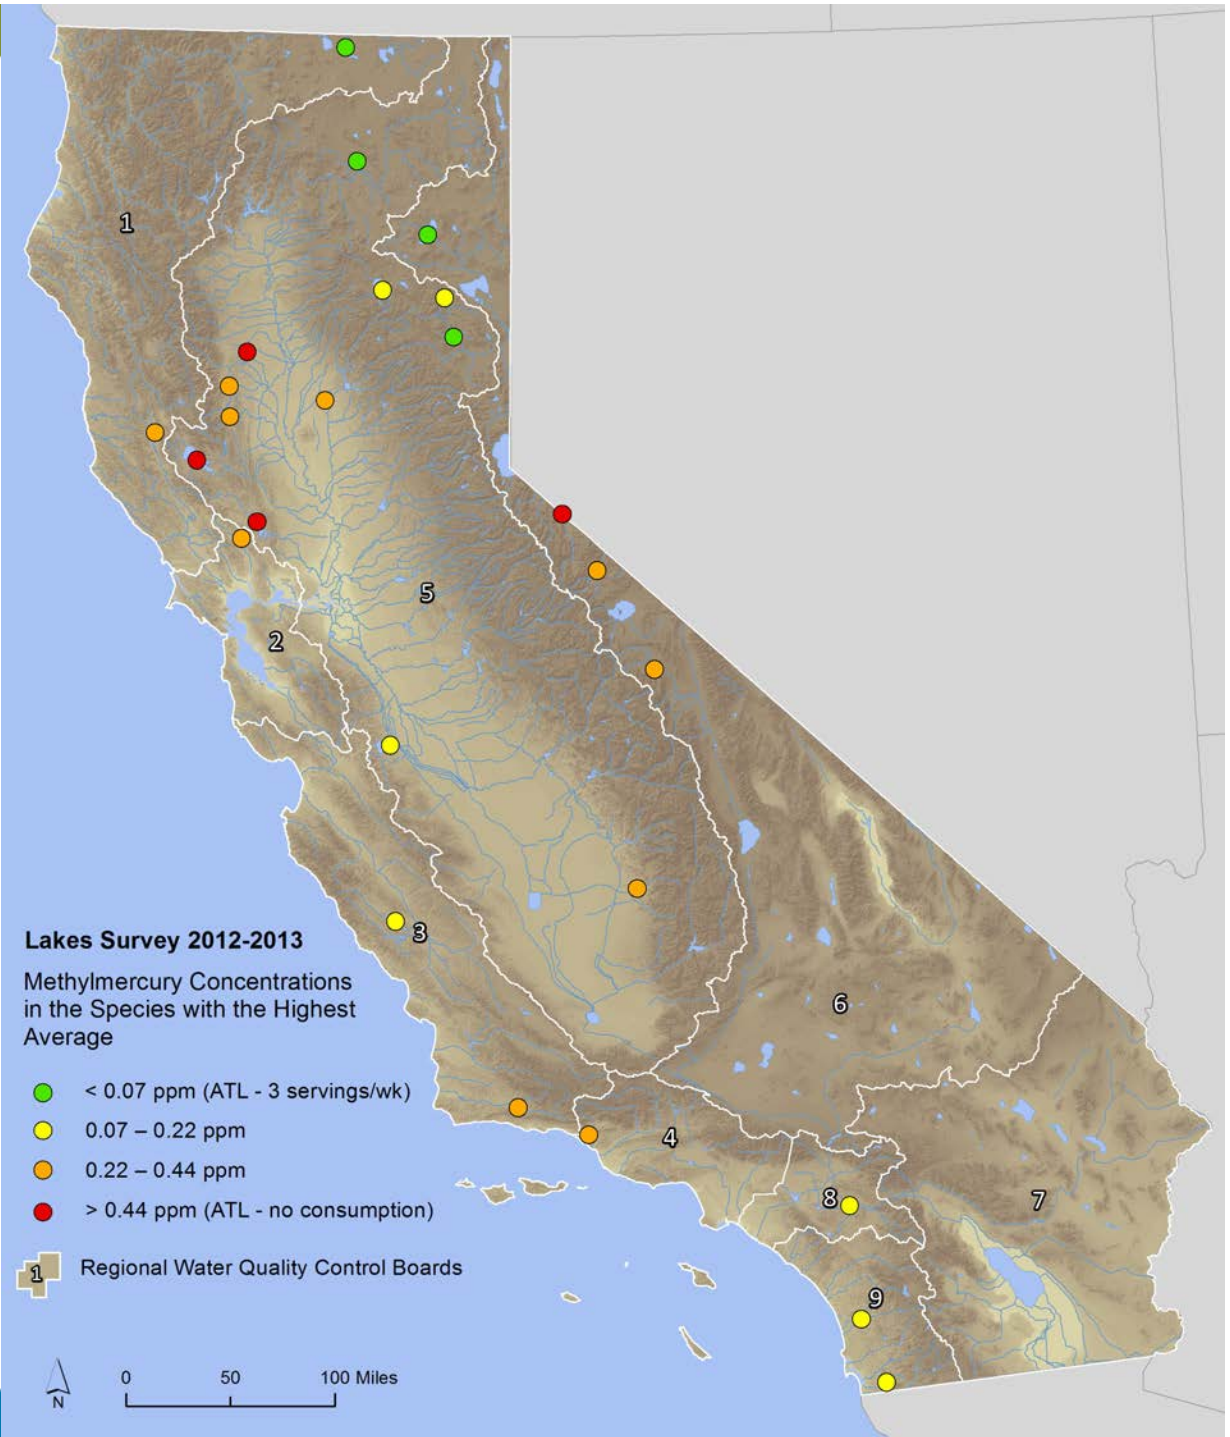 1
5
2
3
Lakes Survey 2012-2013
Methylmercury Concentrations
in the Species with the Highest
Average
6
< 0.07 ppm (ATL - 3 servings/wk)
0.07 – 0.22 ppm
4
0.22 – 0.44 ppm
8
7
> 0.44 ppm (ATL - no consumption)
1
Regional Water Quality Control Boards
9
0 50 100 Miles
N